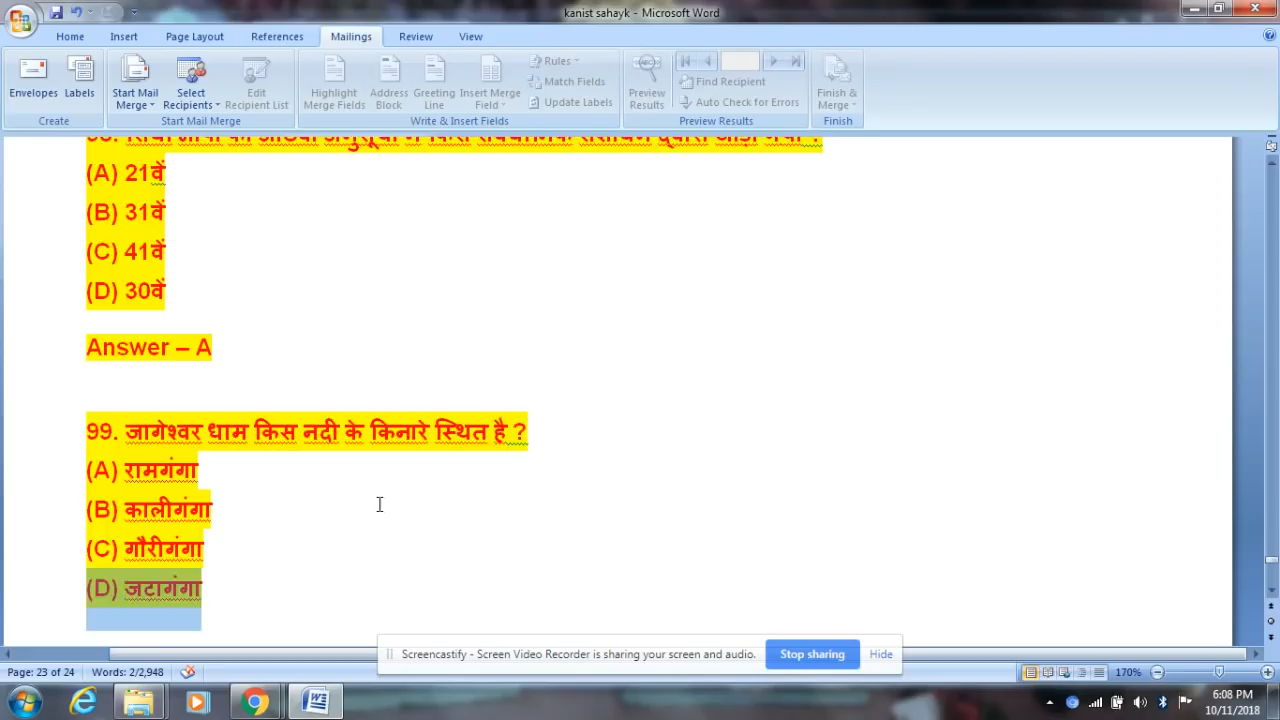 kanist sahayk - Microsoft Word
Home Insert Page Layout References Mailings Review View
Envelopes Labels
Create
Start Mail Merge
Select Recipients
Edit Recipient List
Start Mail Merge
Highlight Merge Fields
Address Block
Greeting Line
Insert Merge Field
Rules
Match Fields
Update Labels
Write & Insert Fields
Preview Results
Find Recipient
Auto Check for Errors
Preview Results
Finish & Merge
Finish
(A) 21वें
(B) 31वें
(C) 41वें
(D) 30वें
Answer – A
99. जागेश्वर धाम किस नदी के किनारे स्थित है ?
(A) रामगंगा
(B) कालीगंगा
(C) गौरीगंगा
(D) जटागंगा
Screencastify - Screen Video Recorder is sharing your screen and audio. Stop sharing Hide
Page: 23 of 24 Words: 2/2,948 170%
6:08 PM
10/11/2018